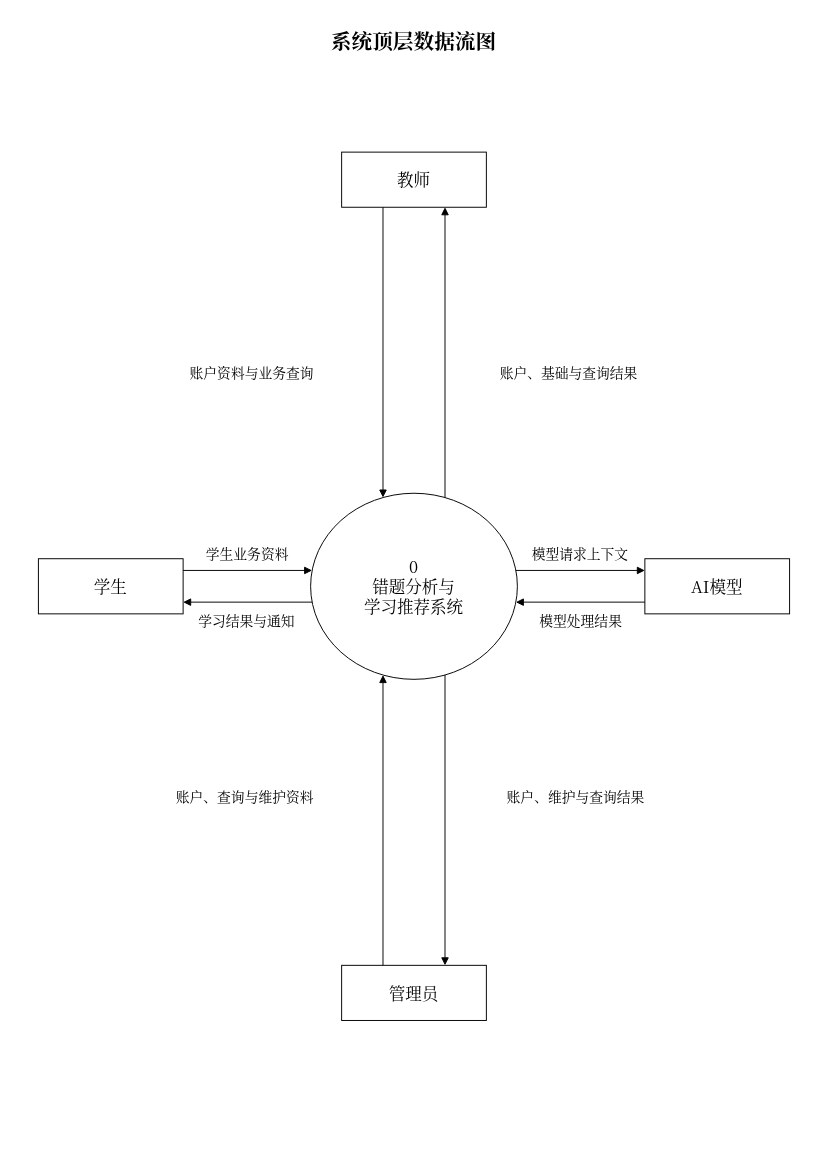 系统顶层数据流图
教师
账户资料与业务查询
账户、基础与查询结果
学生业务资料
模型请求上下文
学生
0
错题分析与
学习推荐系统
AI模型
学习结果与通知
模型处理结果
账户、查询与维护资料
账户、维护与查询结果
管理员